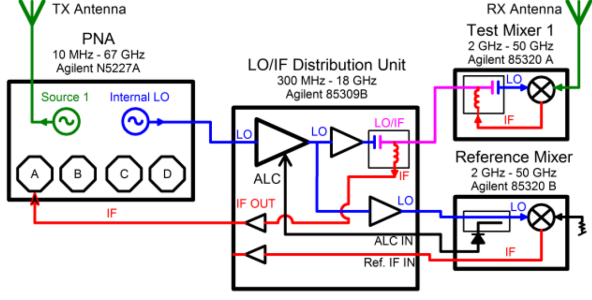 TX Antenna
RX Antenna
PNA
10 MHz - 67 GHz
Agilent N5227A
Source 1
Internal LO
A
B
C
D
IF
LO/IF Distribution Unit
300 MHz - 18 GHz
Agilent 85309B
LO
LO
LO/IF
ALC
IF
IF OUT
LO
ALC IN
Ref. IF IN
Test Mixer 1
2 GHz - 50 GHz
Agilent 85320 A
LO
IF
Reference Mixer
2 GHz - 50 GHz
Agilent 85320 B
LO
IF